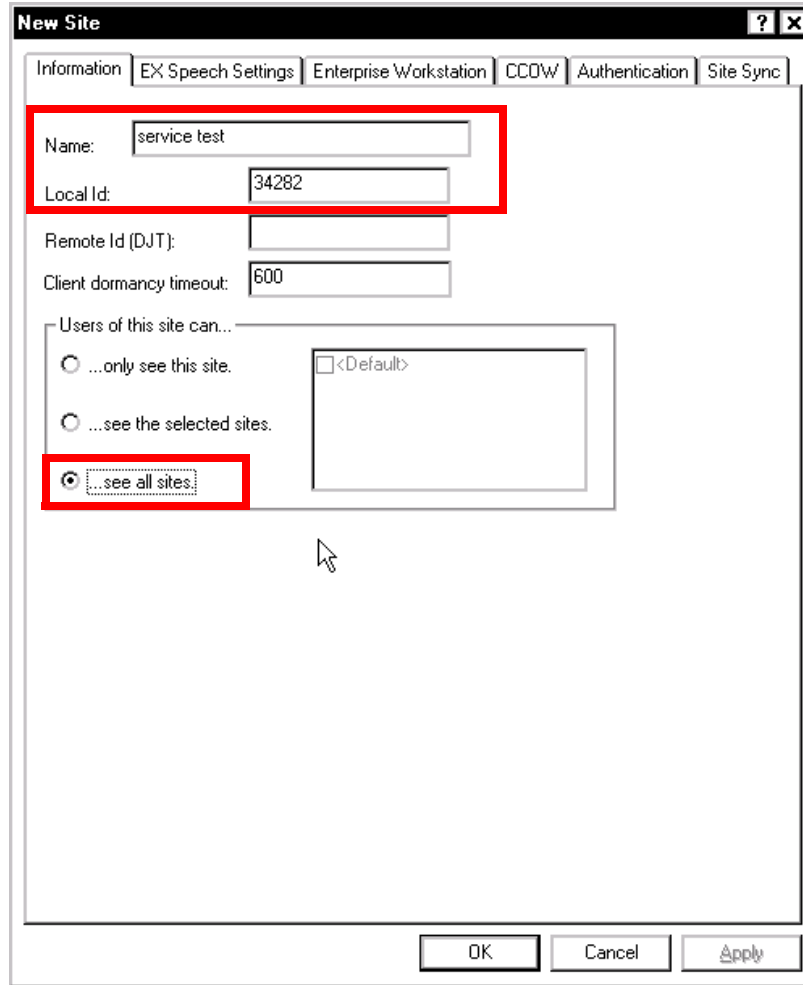 New Site
Information EX Speech Settings Enterprise Workstation CCOW Authentication Site Sync
Name: service test
Local Id: 34282
Remote Id (DJT):
Client dormancy timeout: 600
Users of this site can...
...only see this site.
<Default>
...see the selected sites.
...see all sites.
OK Cancel Apply